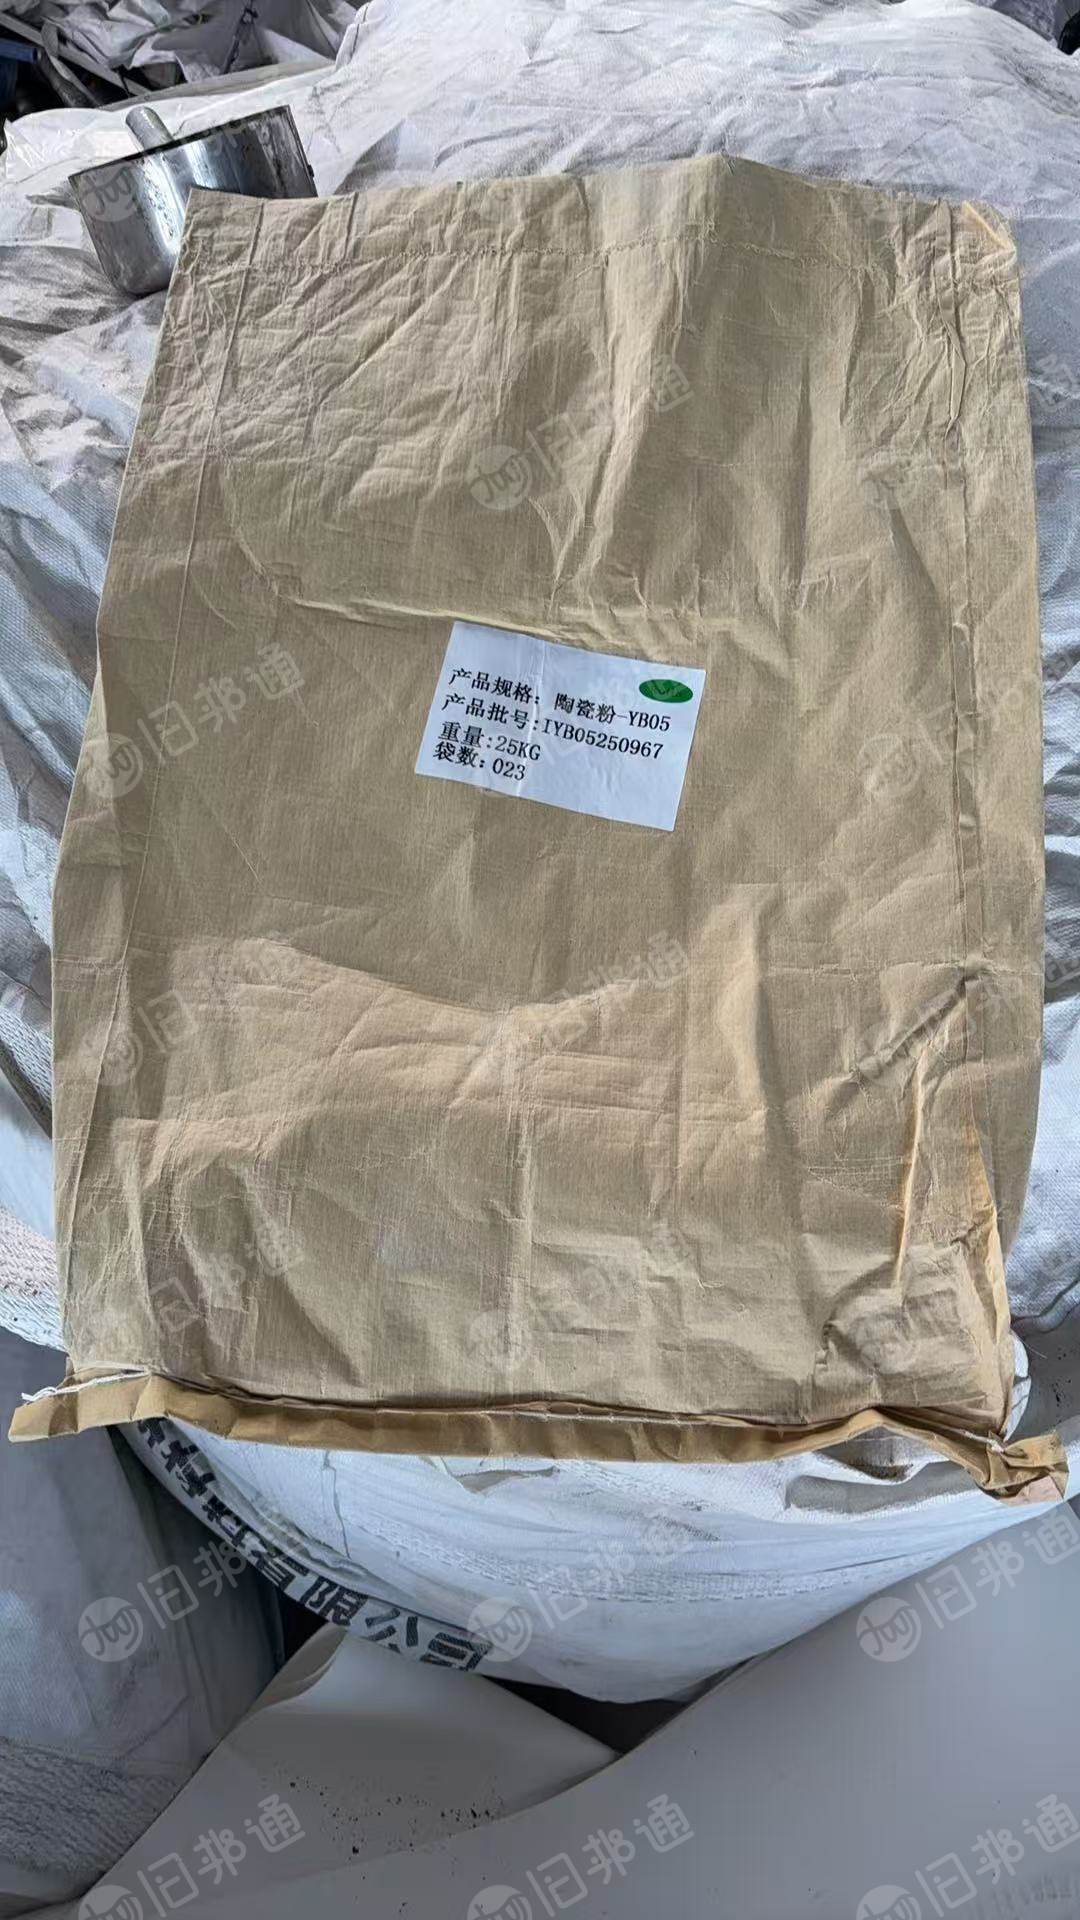 产品规格：陶瓷粉-YB05
产品批号:IYB05250967
重量:25KG
袋数:023
有限公司
旧邦通